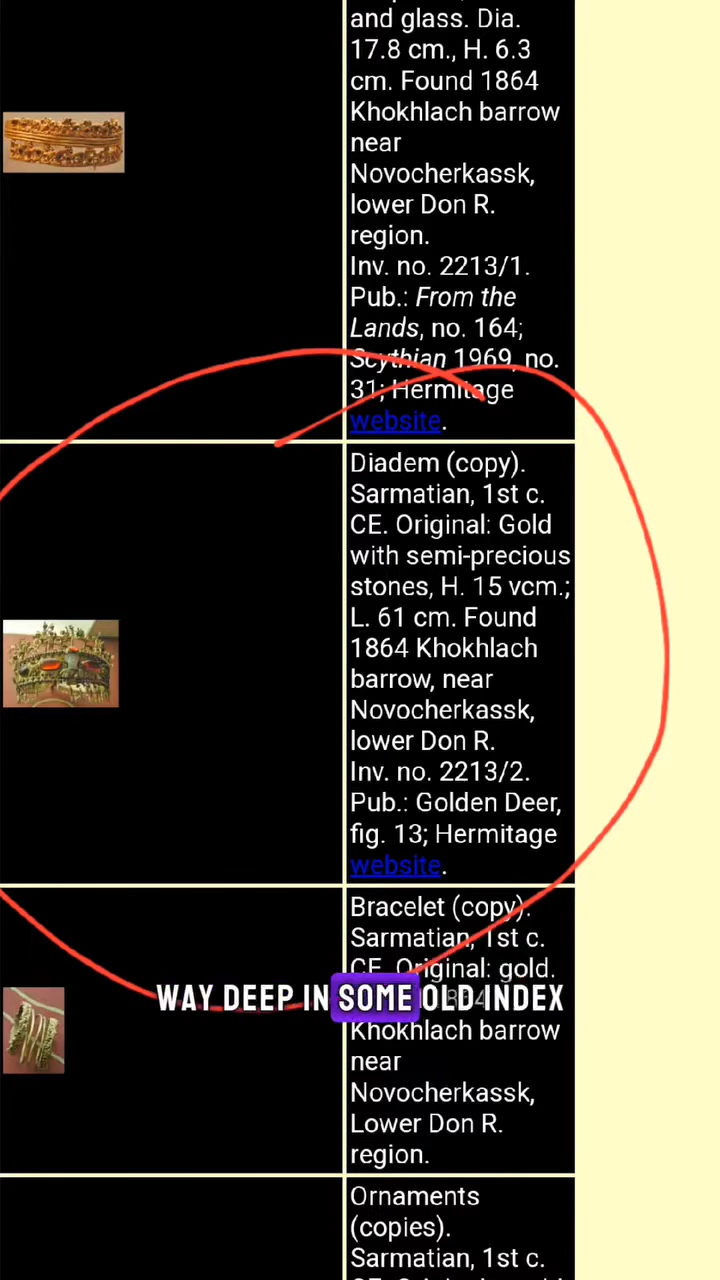 and glass. Dia.
17.8 cm., H. 6.3
cm. Found 1864
Khokhlach barrow
near
Novocherkassk,
lower Don R.
region.
Inv. no. 2213/1.
Pub.: From the
Lands, no. 164;
Scythian 1969, no.
31; Hermitage
website.
Diadem (copy).
Sarmatian, 1st c.
CE. Original: Gold
with semi-precious
stones, H. 15 vcm.;
L. 61 cm. Found
1864 Khokhlach
barrow, near
Novocherkassk,
lower Don R.
Inv. no. 2213/2.
Pub.: Golden Deer,
fig. 13; Hermitage
website.
Bracelet (copy).
Sarmatian, 1st c.
CE. Original: gold.
WAY DEEP IN SOME OLD INDEX
Khokhlach barrow
near
Novocherkassk,
Lower Don R.
region.
Ornaments
(copies).
Sarmatian, 1st c.